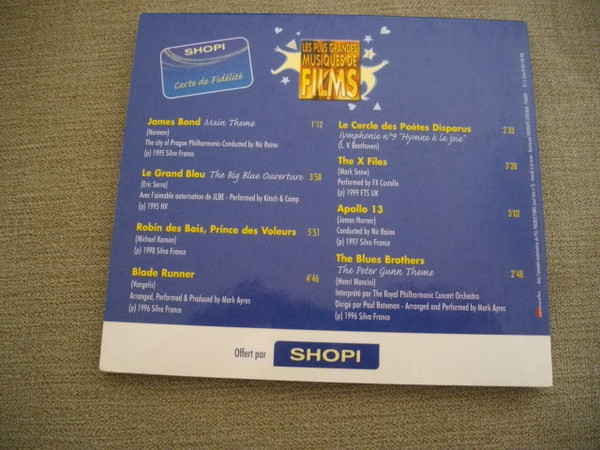 SHOPI
Carte de Fidélité
LES PLUS GRANDES
MUSIQUES DE
FILMS
James Bond Main Theme 1'12
(Norman)
The city of Prague Philharmonic Conducted by Nic Raine
(p) 1995 Silva France
Le Grand Bleu The Big Blue Ouverture 3'58
(Eric Serra)
Avec l'aimable autorisation de JLBE - Performed by Kitsch & Camp
(p) 1995 HV
Robin des Bois, Prince des Voleurs 5'51
(Michael Kamen)
(p) 1998 Silva France
Blade Runner 4'46
(Vangelis)
Arranged, Performed & Produced by Mark Ayres
(p) 1996 Silva France
Le Cercle des Poètes Disparus 2'33
Symphonie n°9 "Hymne à la joie"
(L. V. Beethoven)
The X Files 3'28
(Mark Snow)
Performed by FX Costello
(p) 1999 FTS UK
Apollo 13 3'02
(James Horner)
Conducted by Nic Raine
(p) 1997 Silva France
The Blues Brothers
The Peter Gunn Theme 2'48
(Henri Mancini)
Interprété par The Royal Philharmonic Concert Orchestra
Dirigé par Paul Bateman - Arranged and Performed by Mark Ayres
(p) 1996 Silva France
Offert par SHOPI